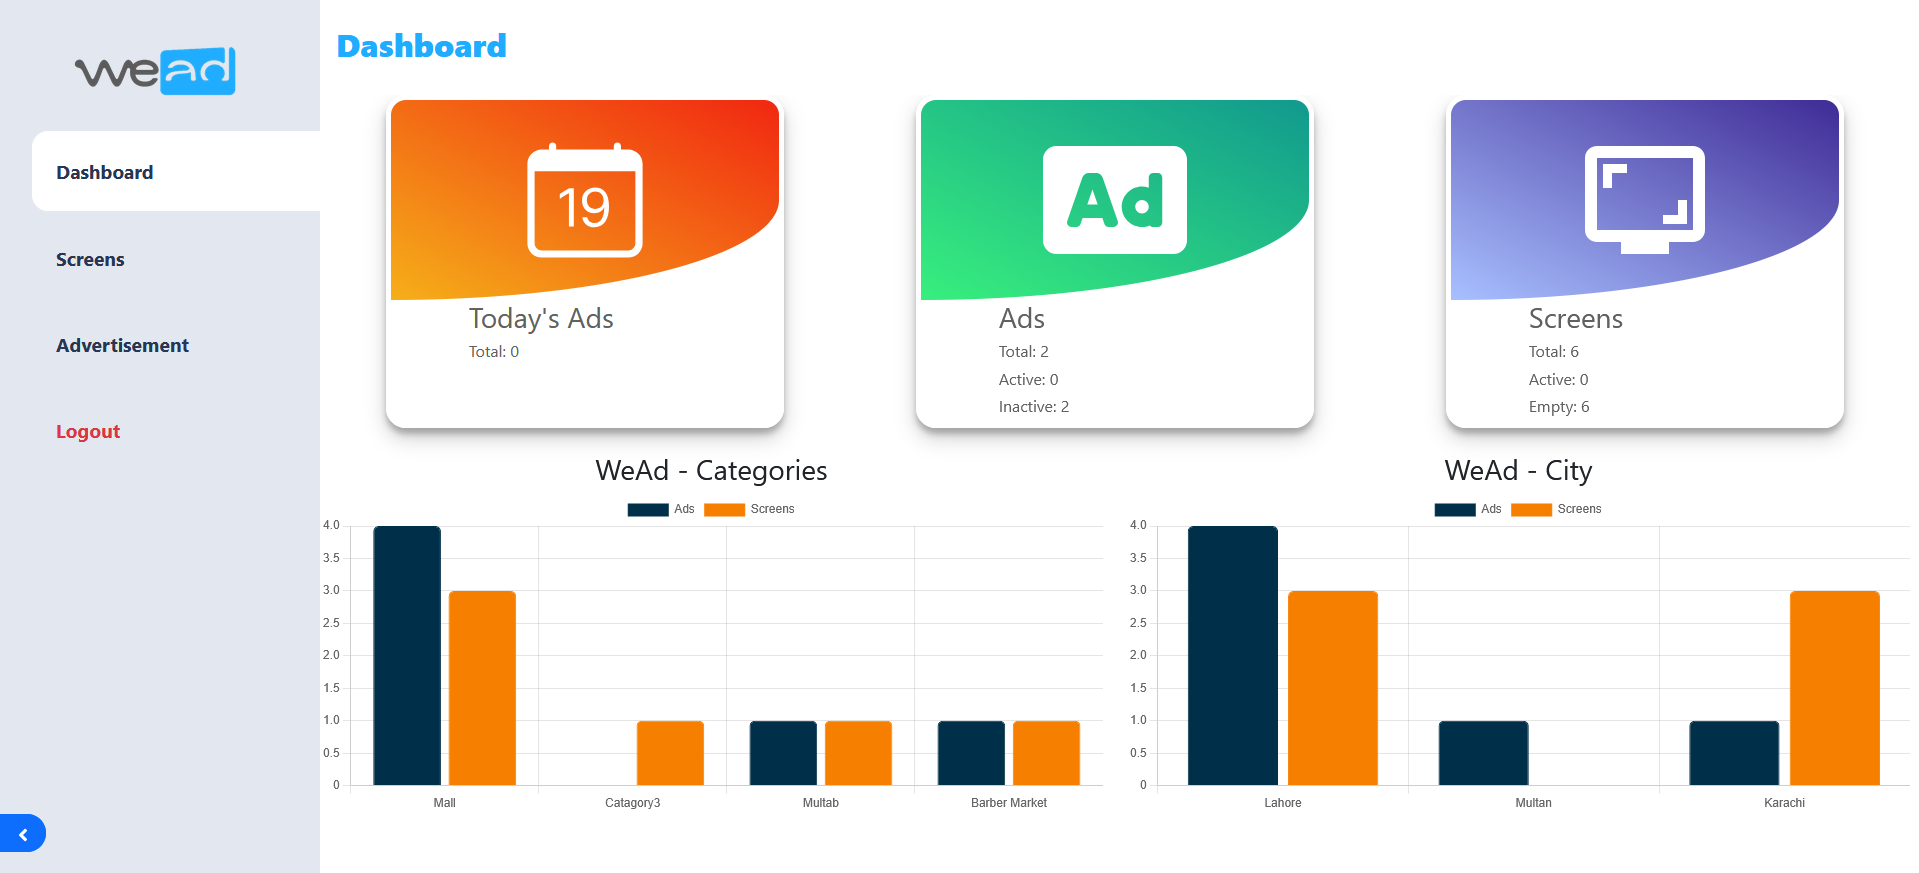 wead
Dashboard
Screens
Advertisement
Logout
Dashboard
19
Today's Ads
Total: 0
Ad
Ads
Total: 2
Active: 0
Inactive: 2
Screens
Total: 6
Active: 0
Empty: 6
WeAd - Categories
Ads Screens
4.0
3.5
3.0
2.5
2.0
1.5
1.0
0.5
0
Mall Catagory3 Multab Barber Market
WeAd - City
Ads Screens
4.0
3.5
3.0
2.5
2.0
1.5
1.0
0.5
0
Lahore Multan Karachi